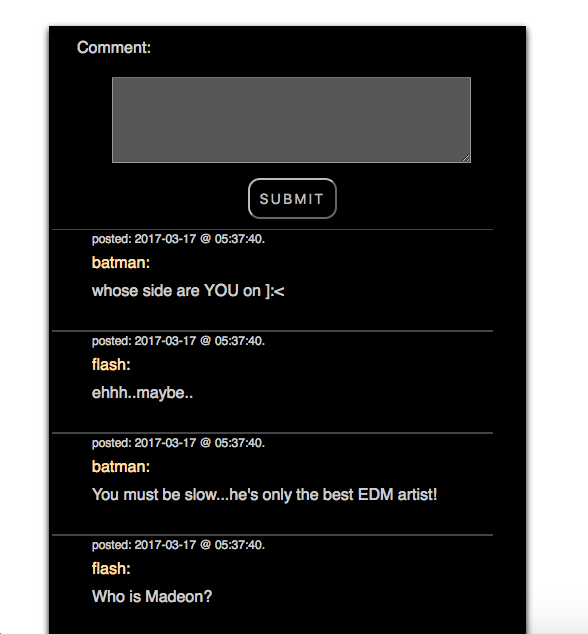 Comment:
SUBMIT
posted: 2017-03-17 @ 05:37:40.
batman:
whose side are YOU on ]:<
posted: 2017-03-17 @ 05:37:40.
flash:
ehhh..maybe..
posted: 2017-03-17 @ 05:37:40.
batman:
You must be slow...he's only the best EDM artist!
posted: 2017-03-17 @ 05:37:40.
flash:
Who is Madeon?